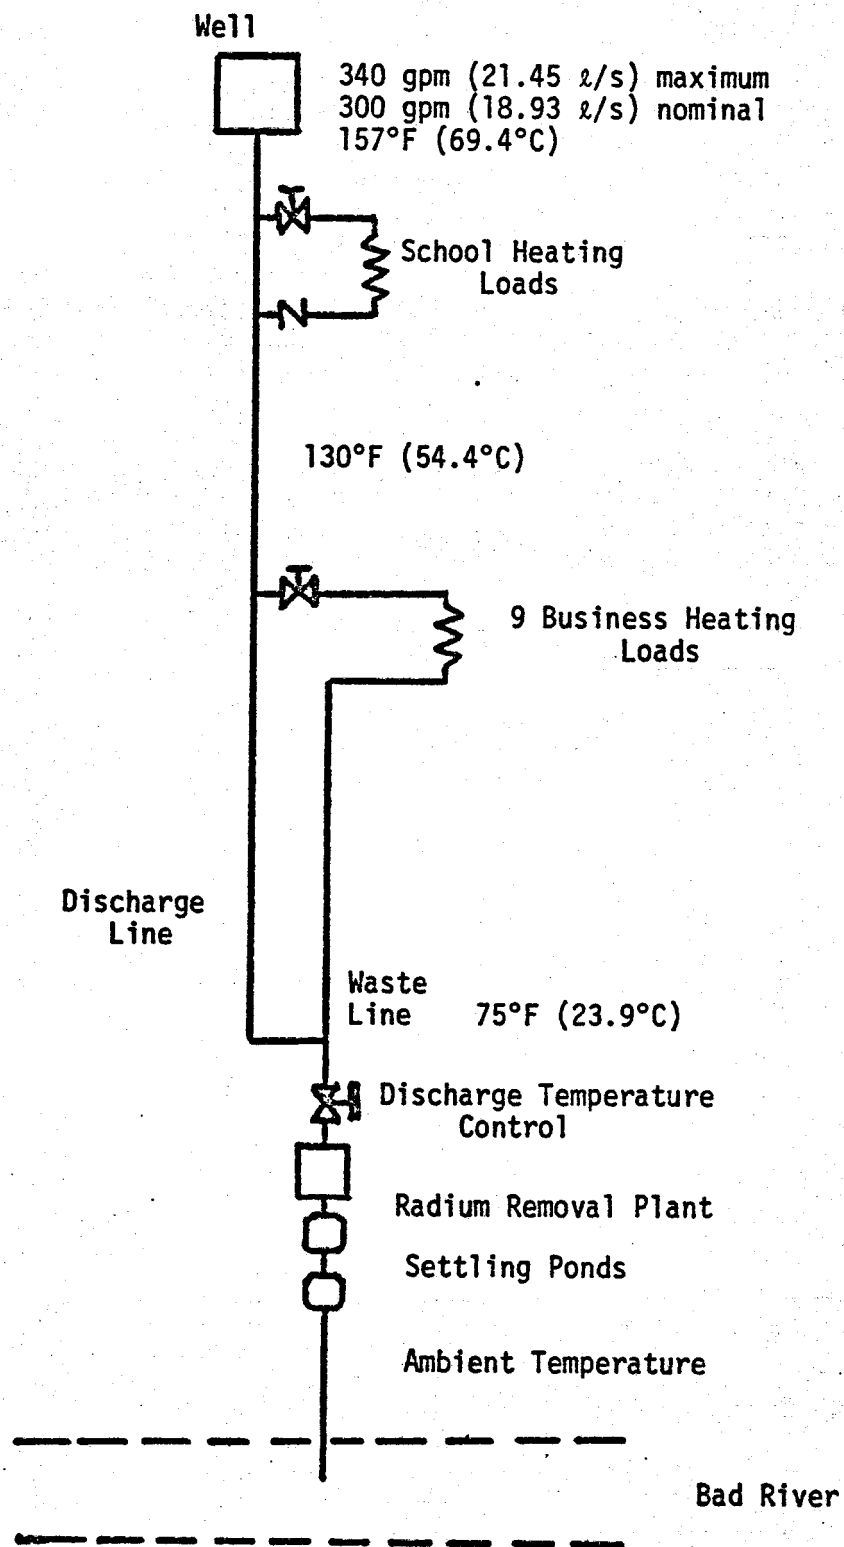 Well
340 gpm (21.45 ℓ/s) maximum
300 gpm (18.93 ℓ/s) nominal
157°F (69.4°C)
School Heating
Loads
130°F (54.4°C)
9 Business Heating
Loads
Discharge
Line
Waste
Line 75°F (23.9°C)
Discharge Temperature
Control
Radium Removal Plant
Settling Ponds
Ambient Temperature
Bad River